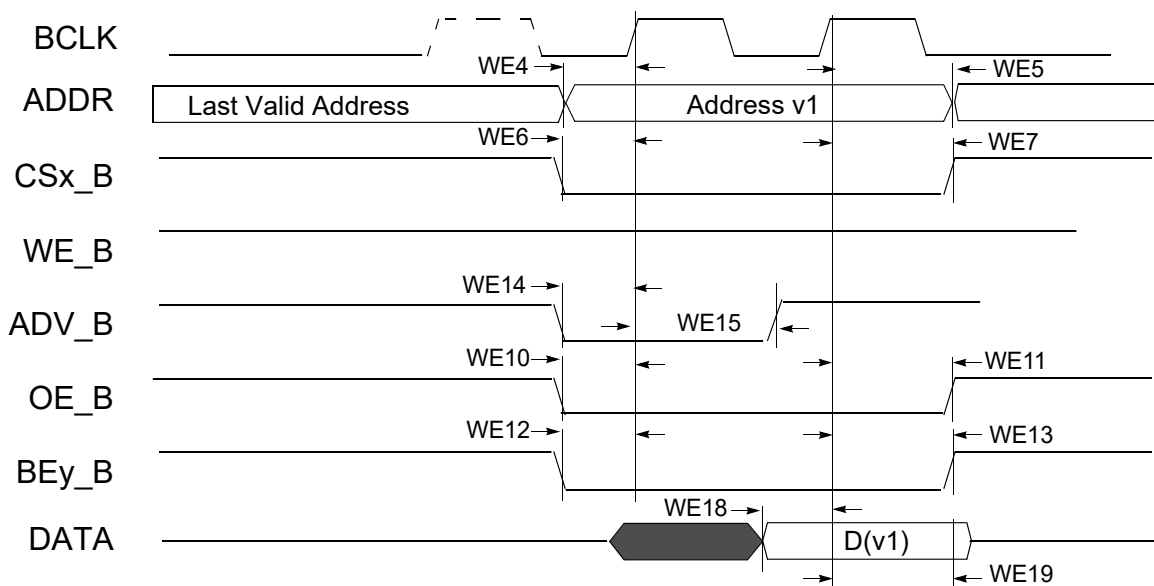 BCLK
WE4
WE5
ADDR
Last Valid Address
Address v1
WE6
WE7
CSx_B
WE_B
WE14
ADV_B
WE15
WE10
WE11
OE_B
WE12
WE13
BEy_B
WE18
DATA
D(v1)
WE19